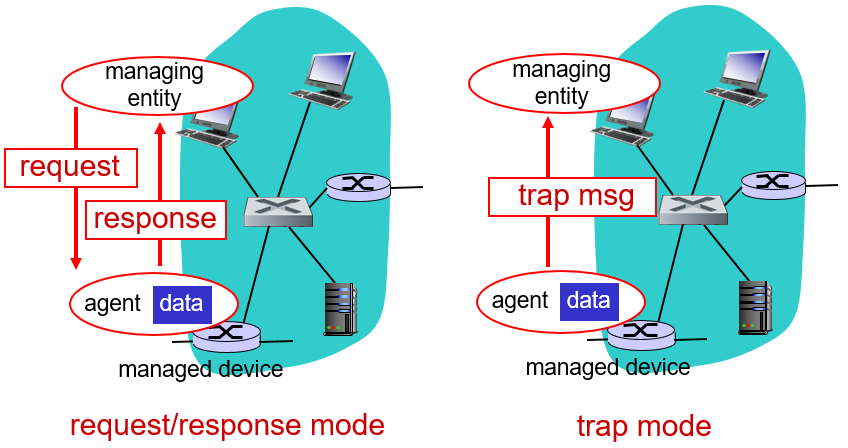 managing
entity
request
response
agent data
managed device
request/response mode
managing
entity
trap msg
agent data
managed device
trap mode